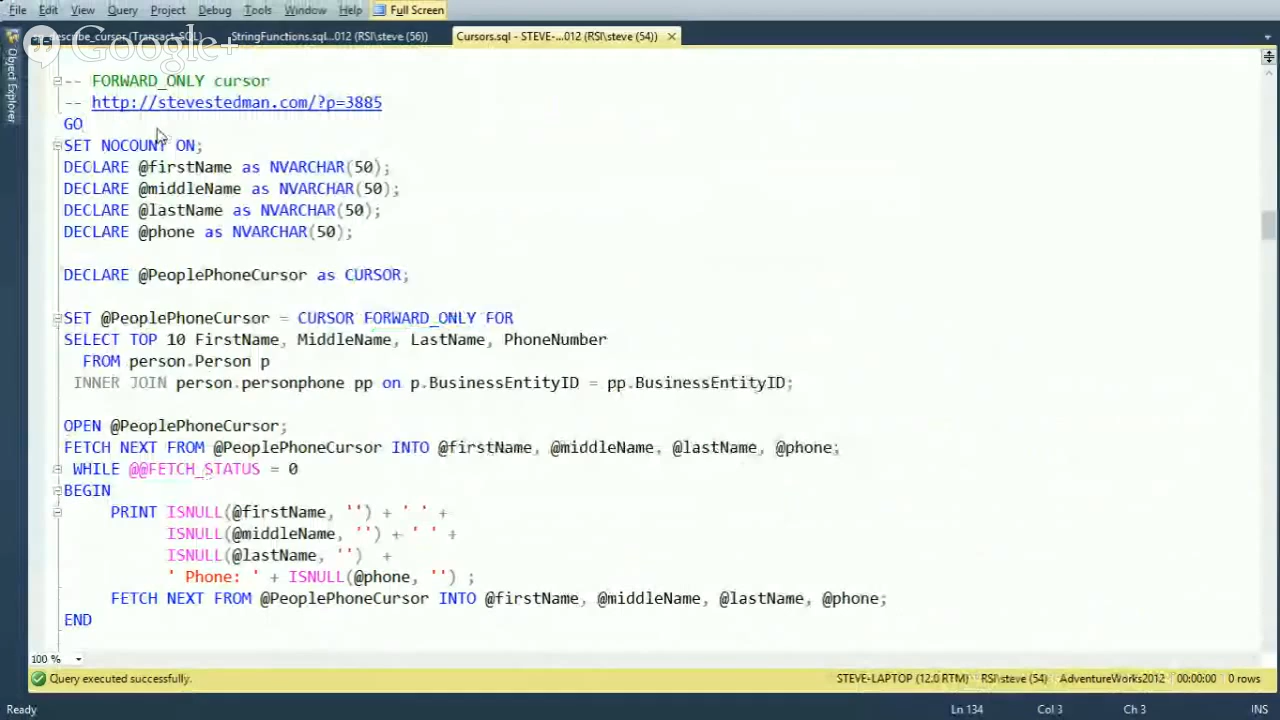 File Edit View Query Project Debug Tools Window Help Full Screen
Google+
describe_cursor (Transact-SQL) StringFunctions.sql...012 (RSI\steve (56)) Cursors.sql - STEVE-...012 (RSI\steve (54))
Object Explorer
-- FORWARD_ONLY cursor
-- http://stevestedman.com/?p=3885
GO
SET NOCOUNT ON;
DECLARE @firstName as NVARCHAR(50);
DECLARE @middleName as NVARCHAR(50);
DECLARE @lastName as NVARCHAR(50);
DECLARE @phone as NVARCHAR(50);
DECLARE @PeoplePhoneCursor as CURSOR;
SET @PeoplePhoneCursor = CURSOR FORWARD_ONLY FOR
SELECT TOP 10 FirstName, MiddleName, LastName, PhoneNumber
FROM person.Person p
INNER JOIN person.personphone pp on p.BusinessEntityID = pp.BusinessEntityID;
OPEN @PeoplePhoneCursor;
FETCH NEXT FROM @PeoplePhoneCursor INTO @firstName, @middleName, @lastName, @phone;
WHILE @@FETCH_STATUS = 0
BEGIN
PRINT ISNULL(@firstName, '') + ' ' +
ISNULL(@middleName, '') + ' ' +
ISNULL(@lastName, '') +
' Phone: ' + ISNULL(@phone, '') ;
FETCH NEXT FROM @PeoplePhoneCursor INTO @firstName, @middleName, @lastName, @phone;
END
100 %
Query executed successfully. STEVE-LAPTOP (12.0 RTM) RSI\steve (54) AdventureWorks2012 00:00:00 0 rows
Ready Ln 134 Col 3 Ch 3 INS